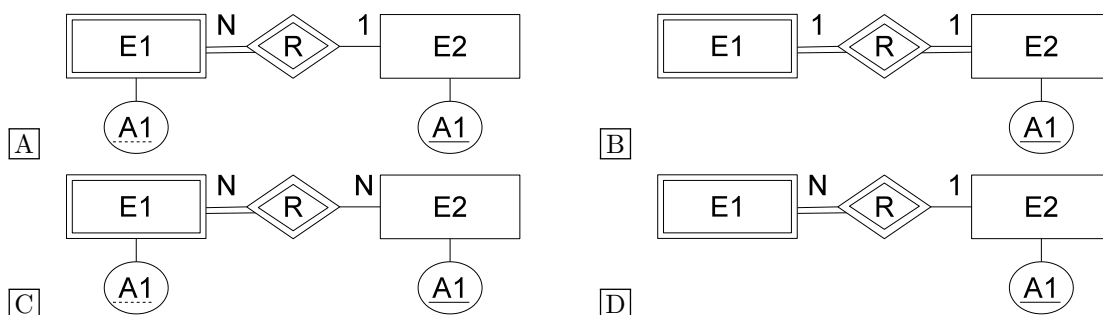 E1 N R 1 E2
A1 A1
A
E1 1 R 1 E2
A1
B
E1 N R N E2
A1 A1
C
E1 N R 1 E2
A1
D